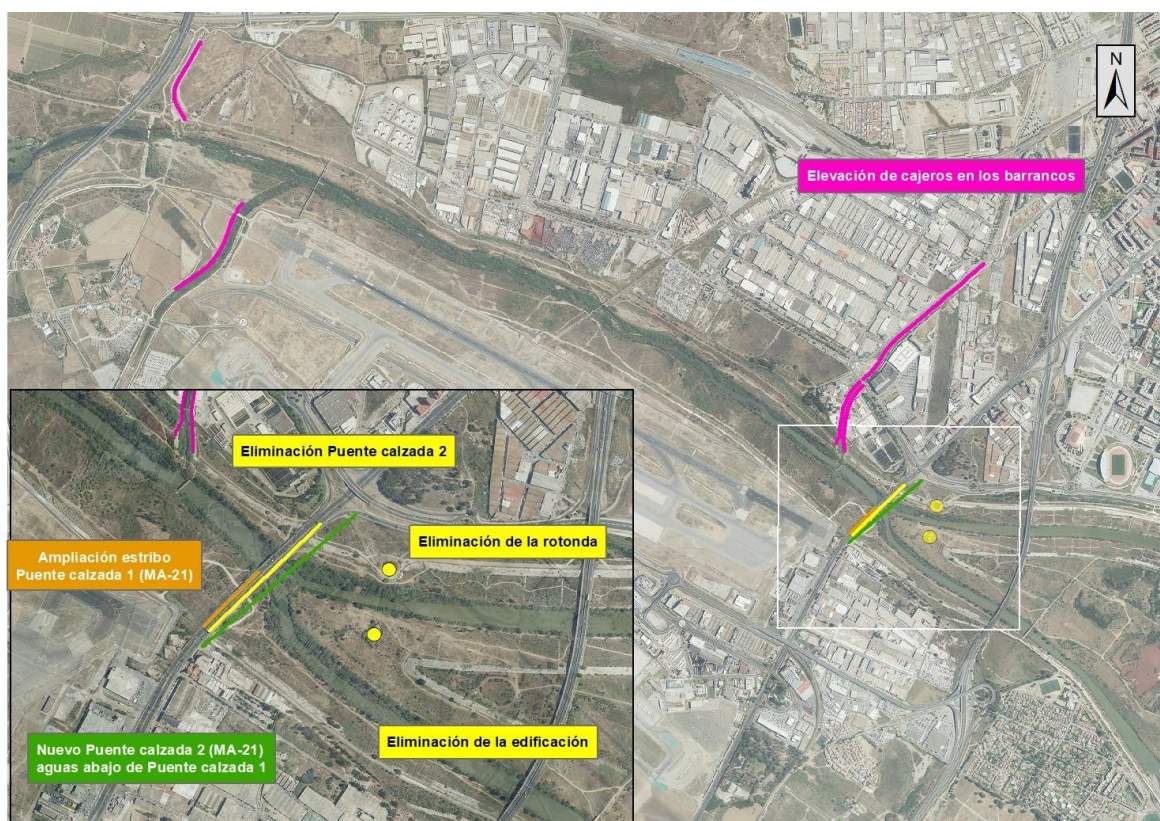 N
Elevación de cajeros en los barrancos
Eliminación Puente calzada 2
Eliminación de la rotonda
Ampliación estribo
Puente calzada 1 (MA-21)
Eliminación de la edificación
Nuevo Puente calzada 2 (MA-21)
aguas abajo de Puente calzada 1